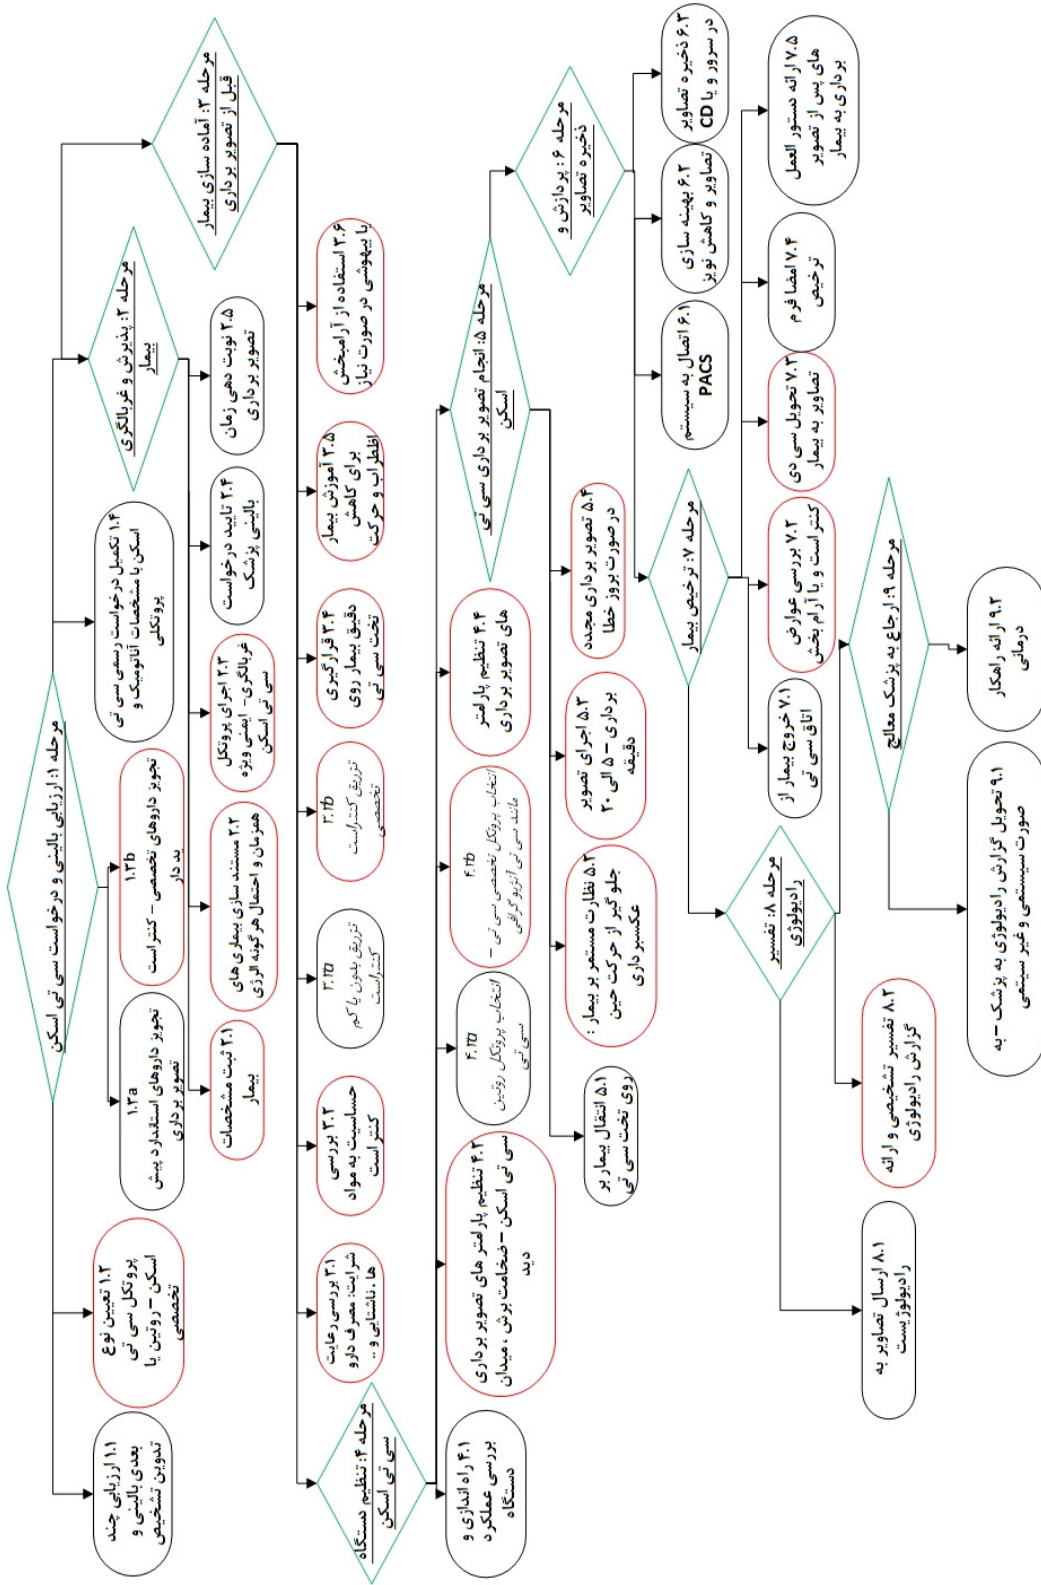 مرحله ۱: ارزیابی بالینی و درخواست سی تی اسکن
۱.۱ ارزیابی چند
بعدی بالینی و
تدوین تشخیص
۱.۲ تعیین نوع
پروتکل سی تی
اسکن – روتین یا
تخصصی
۱.۳a
تجویز داروهای استاندارد پیش
تصویر برداری
۱.۳b
تجویز داروهای تخصصی – کنتراست
ید دار
۱.۴ تکمیل درخواست رسمی سی تی
اسکن با مشخصات آناتومیک و
پروتکلی
مرحله ۲: پذیرش و غربالگری
بیمار
۲.۱ ثبت مشخصات
بیمار
۲.۲ مستند سازی بیماری های
همزمان و احتمال هر گونه الرژی
۲.۳ اجرای پروتکل
غربالگری - ایمنی ویژه
سی تی اسکن
۲.۴ تایید درخواست
بالینی پزشک
۲.۵ نوبت دهی زمان
تصویر برداری
مرحله ۳: آماده سازی بیمار
قبل از تصویر برداری
۳.۱ بررسی رعایت
شرایت: مصرف دارو
ها ، ناشتایی و ..
۳.۲ بررسی
حساسیت به مواد
کنتراست
۳.۳a
تزریق بدون یا کم
کنتراست
۳.۳b
تزریق کنتراست
تخصصی
۳.۴ قرارگیری
دقیق بیمار روی
تخت سی تی
۳.۵ آموزش بیمار
برای کاهش
اظطراب و حرکت
۳.۶ استفاده از آرامبخش
یا بیهوشی در صورت نیاز
مرحله ۴: تنظیم دستگاه
سی تی اسکن
۴.۱ راه اندازی و
بررسی عملکرد
دستگاه
۴.۲ تنظیم پارامتر های تصویر برداری
سی تی اسکن – ضخامت برش ، میدان
دید
۴.۳a
انتخاب پروتکل روتین
سی تی
۴.۳b
انتخاب پروتکل تخصصی سی تی –
مانند سی تی آنژیوگرافی
۴.۴ تنظیم پارامتر
های تصویر برداری
مرحله ۵: انجام تصویر برداری سی تی
اسکن
۵.۱ انتقال بیمار بر
روی تخت سی تی
۵.۲ نظارت مستمر بر بیمار :
جلو گیر از حرکت حین
عکسبرداری
۵.۳ اجرای تصویر
برداری – ۵ الی ۲۰
دقیقه
۵.۴ تصویر برداری مجدد
در صورت بروز خطا
مرحله ۶: پردازش و
ذخیره تصاویر
۶.۱ اتصال به سیستم
PACS
۶.۲ بهینه سازی
تصاویر و کاهش نویز
۶.۳ ذخیره تصاویر
در سرور و یا CD
مرحله ۷: ترخیص بیمار
۷.۱ خروج بیمار از
اتاق سی تی
۷.۲ بررسی عوارض
کنتراست و یا آرام بخش
۷.۳ تحویل سی دی
تصاویر به بیمار
۷.۴ امضا فرم
ترخیص
۷.۵ ارائه دستور العمل
های پس از تصویر
برداری به بیمار
مرحله ۸: تفسیر
رادیولوژی
۸.۱ ارسال تصاویر به
رادیولوژیست
۸.۲ تفسیر تشخیصی و ارائه
گزارش رادیولوژی
مرحله ۹: ارجاع به پزشک معالج
۹.۱ تحویل گزارش رادیولوژی به پزشک – به
صورت سیستمی و غیر سیتمی
۹.۲ ارائه راهکار
درمانی